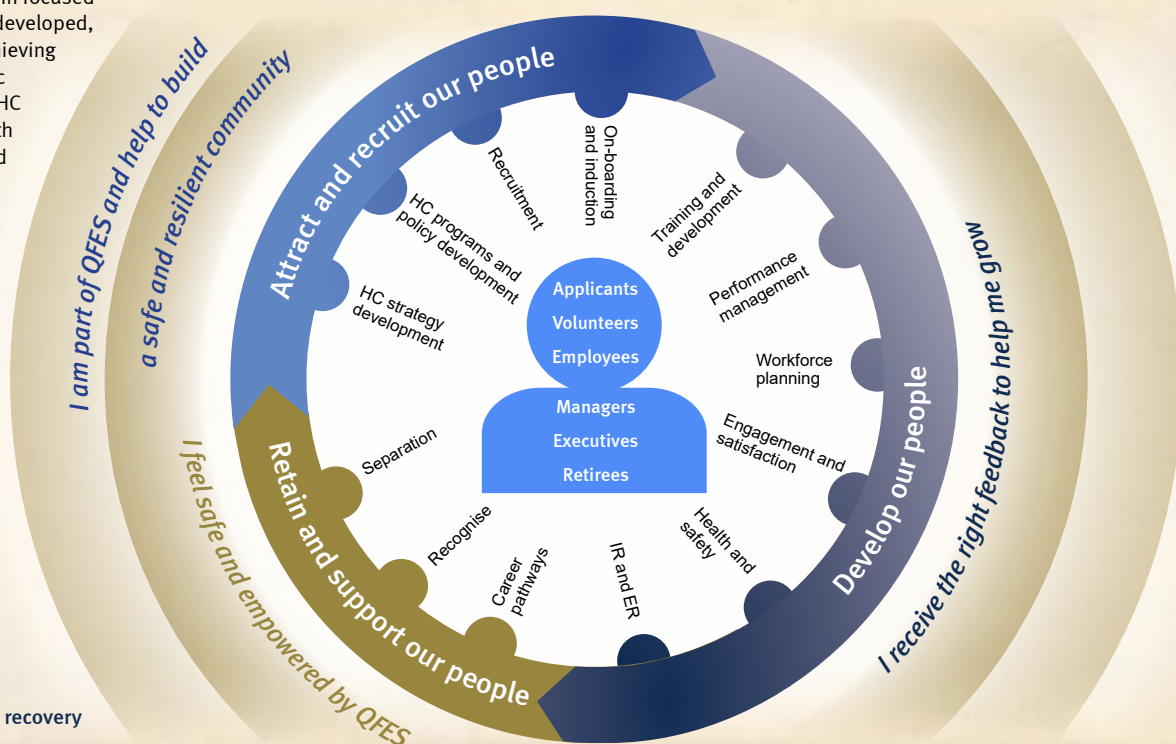 in focused
developed,
ieving
c
HC
th
d
I am part of QFES and help to build
a safe and resilient community
Attract and recruit our people
HC strategy
development
HC programs and
policy development
Recruitment
On-boarding
and induction
Training and
development
Performance
management
Workforce
planning
Engagement and
satisfaction
Health and
safety
IR and ER
Career
pathways
Recognise
Separation
Applicants
Volunteers
Employees
Managers
Executives
Retirees
Develop our people
I receive the right feedback to help me grow
Retain and support our people
I feel safe and empowered by QFES
recovery